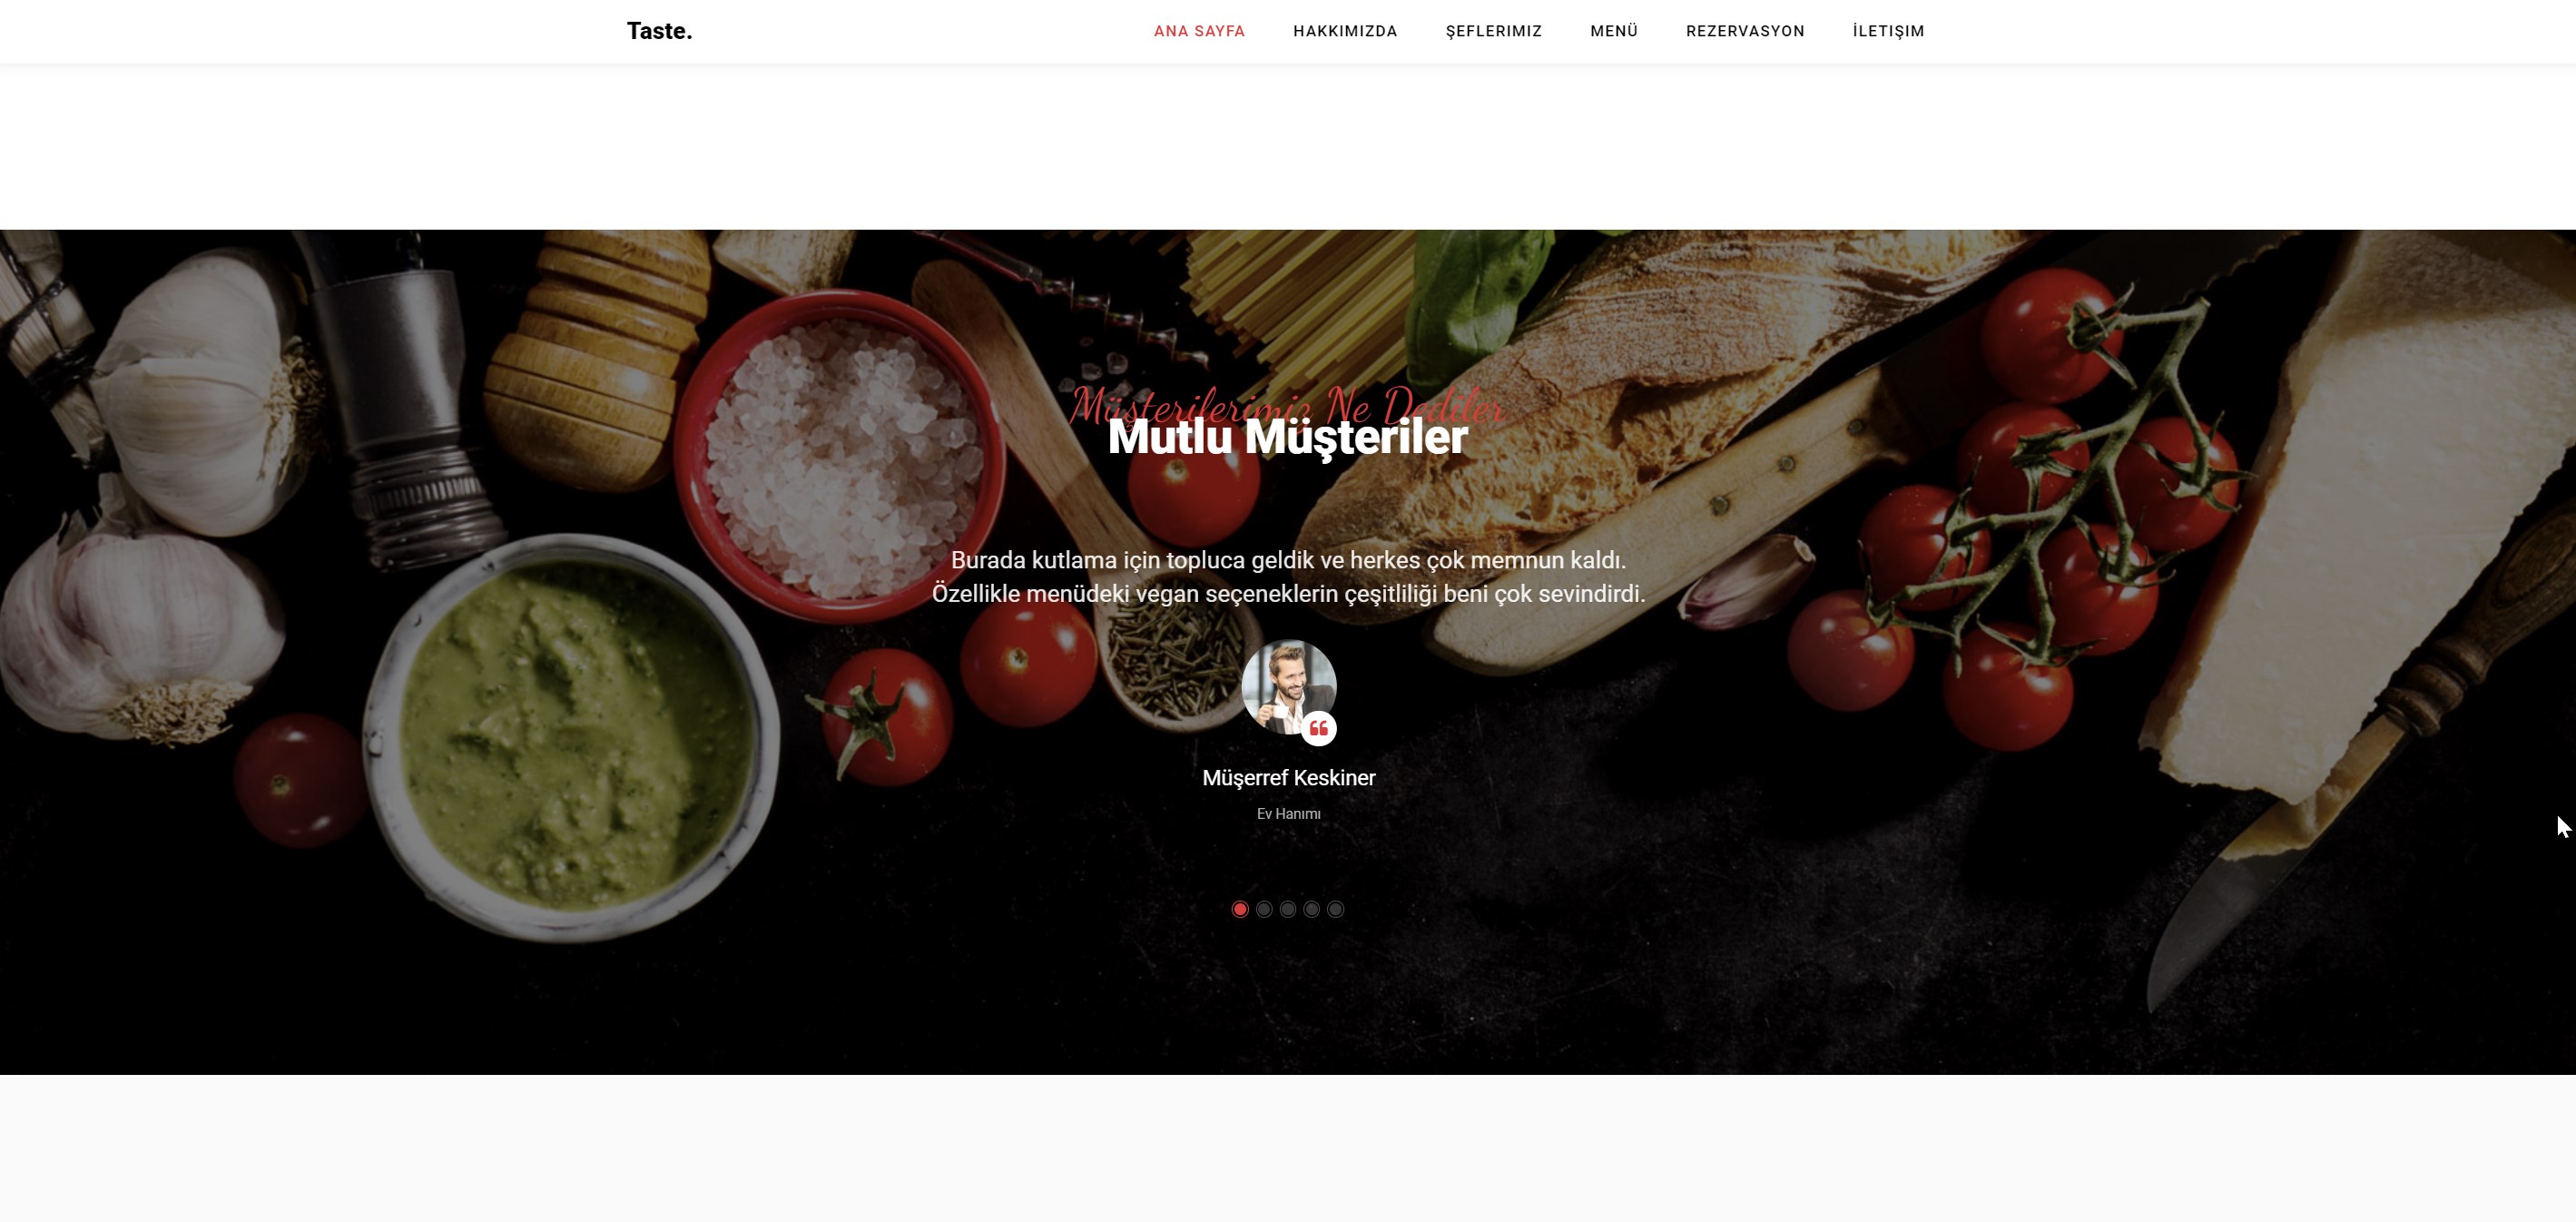 Taste.
ANA SAYFA HAKKIMIZDA ŞEFLERIMIZ MENÜ REZERVASYON İLETIŞIM
Müşterilerimiz Ne Dediler
Mutlu Müşteriler
Burada kutlama için topluca geldik ve herkes çok memnun kaldı.
Özellikle menüdeki vegan seçeneklerin çeşitliliği beni çok sevindirdi.
Müşerref Keskiner
Ev Hanımı